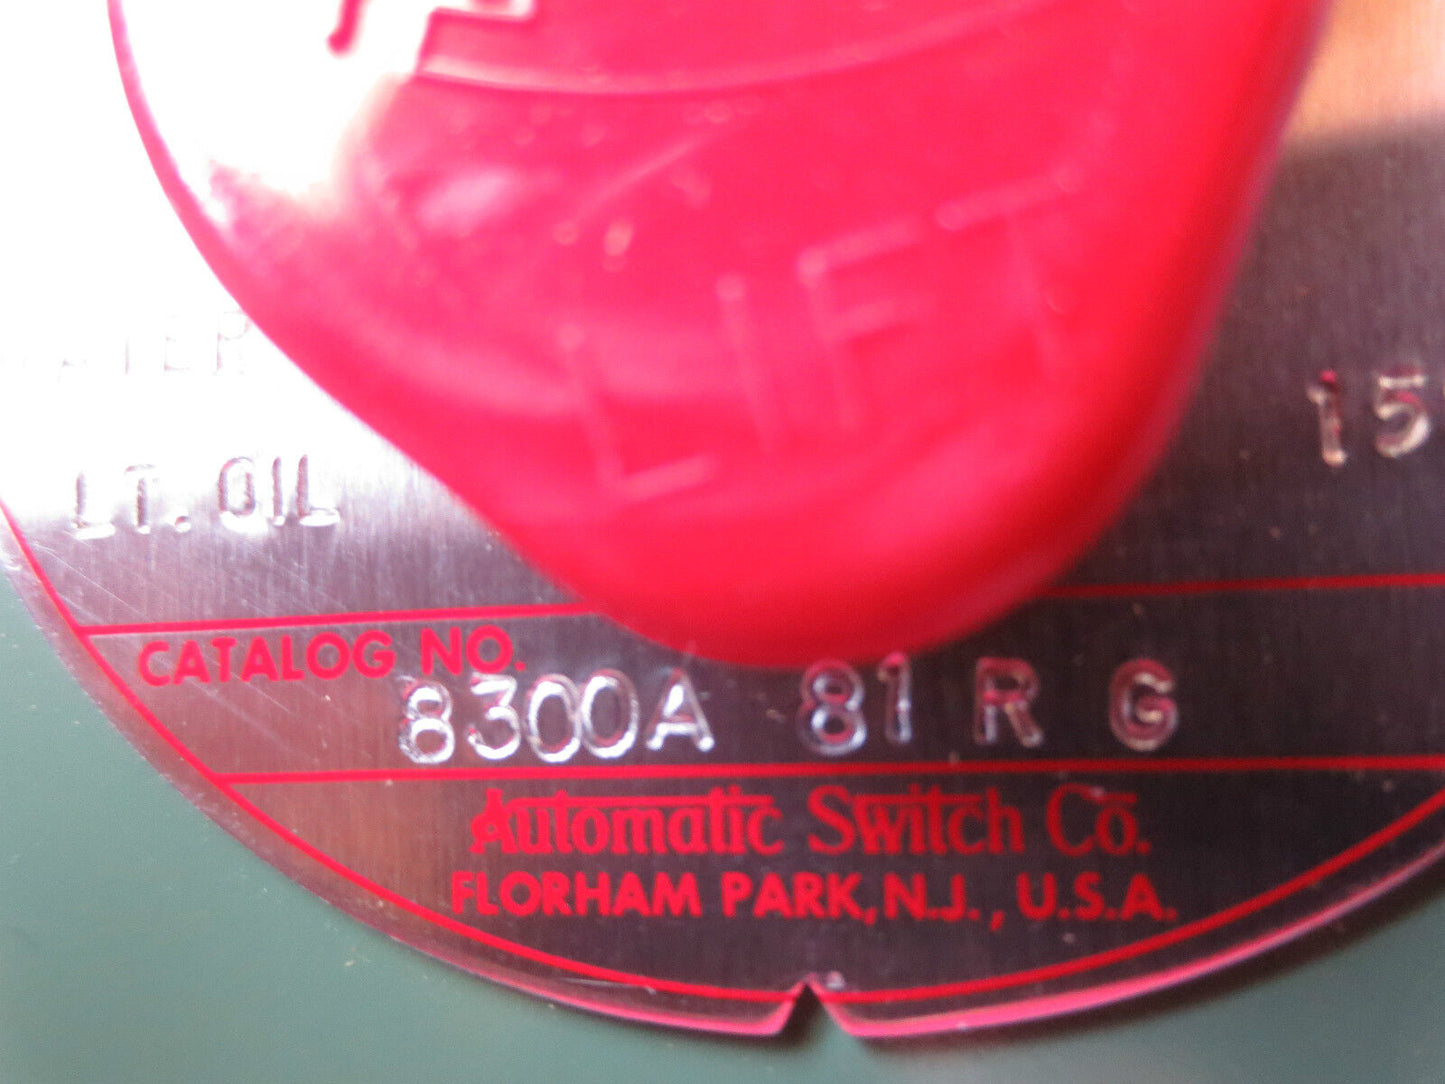 LIFT
15
LT. OIL
CATALOG NO.
8300A 81 R G
Automatic Switch Co.
FLORHAM PARK, N.J., U.S.A.